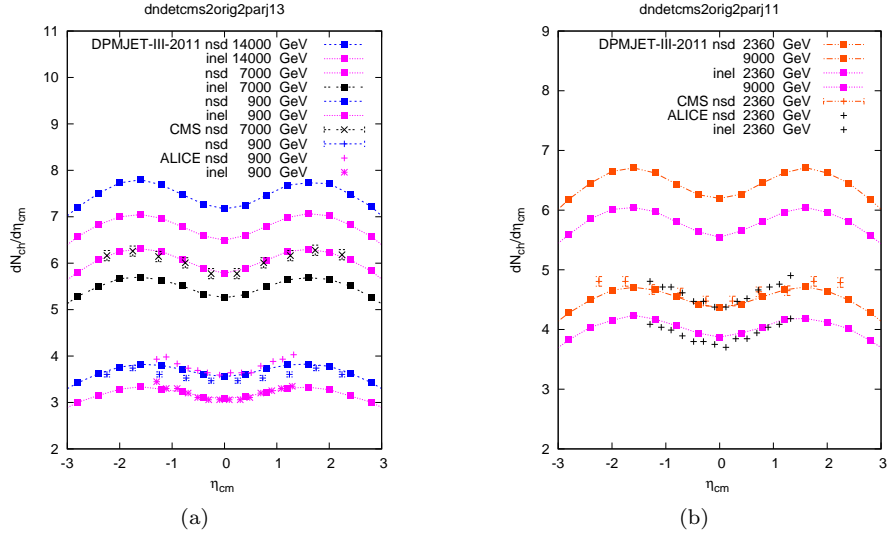 dndetcms2orig2parj13
DPMJET-III-2011 nsd 14000 GeV
inel 14000 GeV
nsd 7000 GeV
inel 7000 GeV
nsd 900 GeV
inel 900 GeV
CMS nsd 7000 GeV
nsd 900 GeV
ALICE nsd 900 GeV
inel 900 GeV
11
10
9
8
7
6
5
4
3
2
-3 -2 -1 0 1 2 3
dN_ch/dη_cm
η_cm
(a)
dndetcms2orig2parj11
DPMJET-III-2011 nsd 2360 GeV
9000 GeV
inel 2360 GeV
9000 GeV
CMS nsd 2360 GeV
ALICE nsd 2360 GeV
inel 2360 GeV
9
8
7
6
5
4
3
2
-3 -2 -1 0 1 2 3
dN_ch/dη_cm
η_cm
(b)